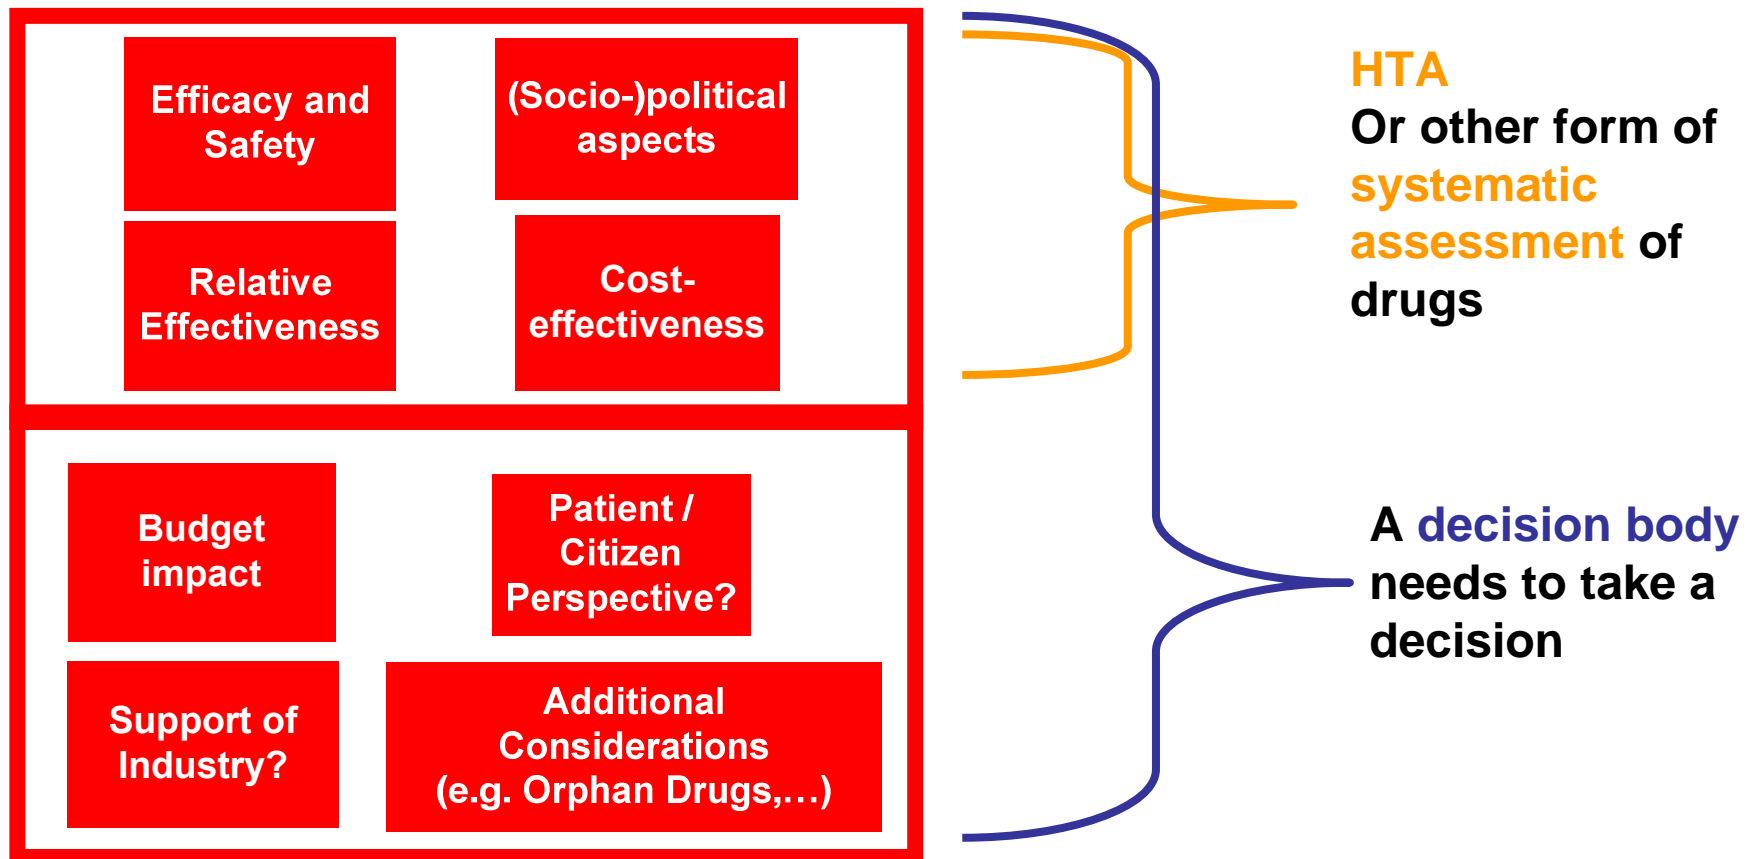 Efficacy and
Safety
(Socio-)political
aspects
Relative
Effectiveness
Cost-
effectiveness
Budget
impact
Patient /
Citizen
Perspective?
Support of
Industry?
Additional
Considerations
(e.g. Orphan Drugs,…)
HTA
Or other form of
systematic
assessment of
drugs
A decision body
needs to take a
decision